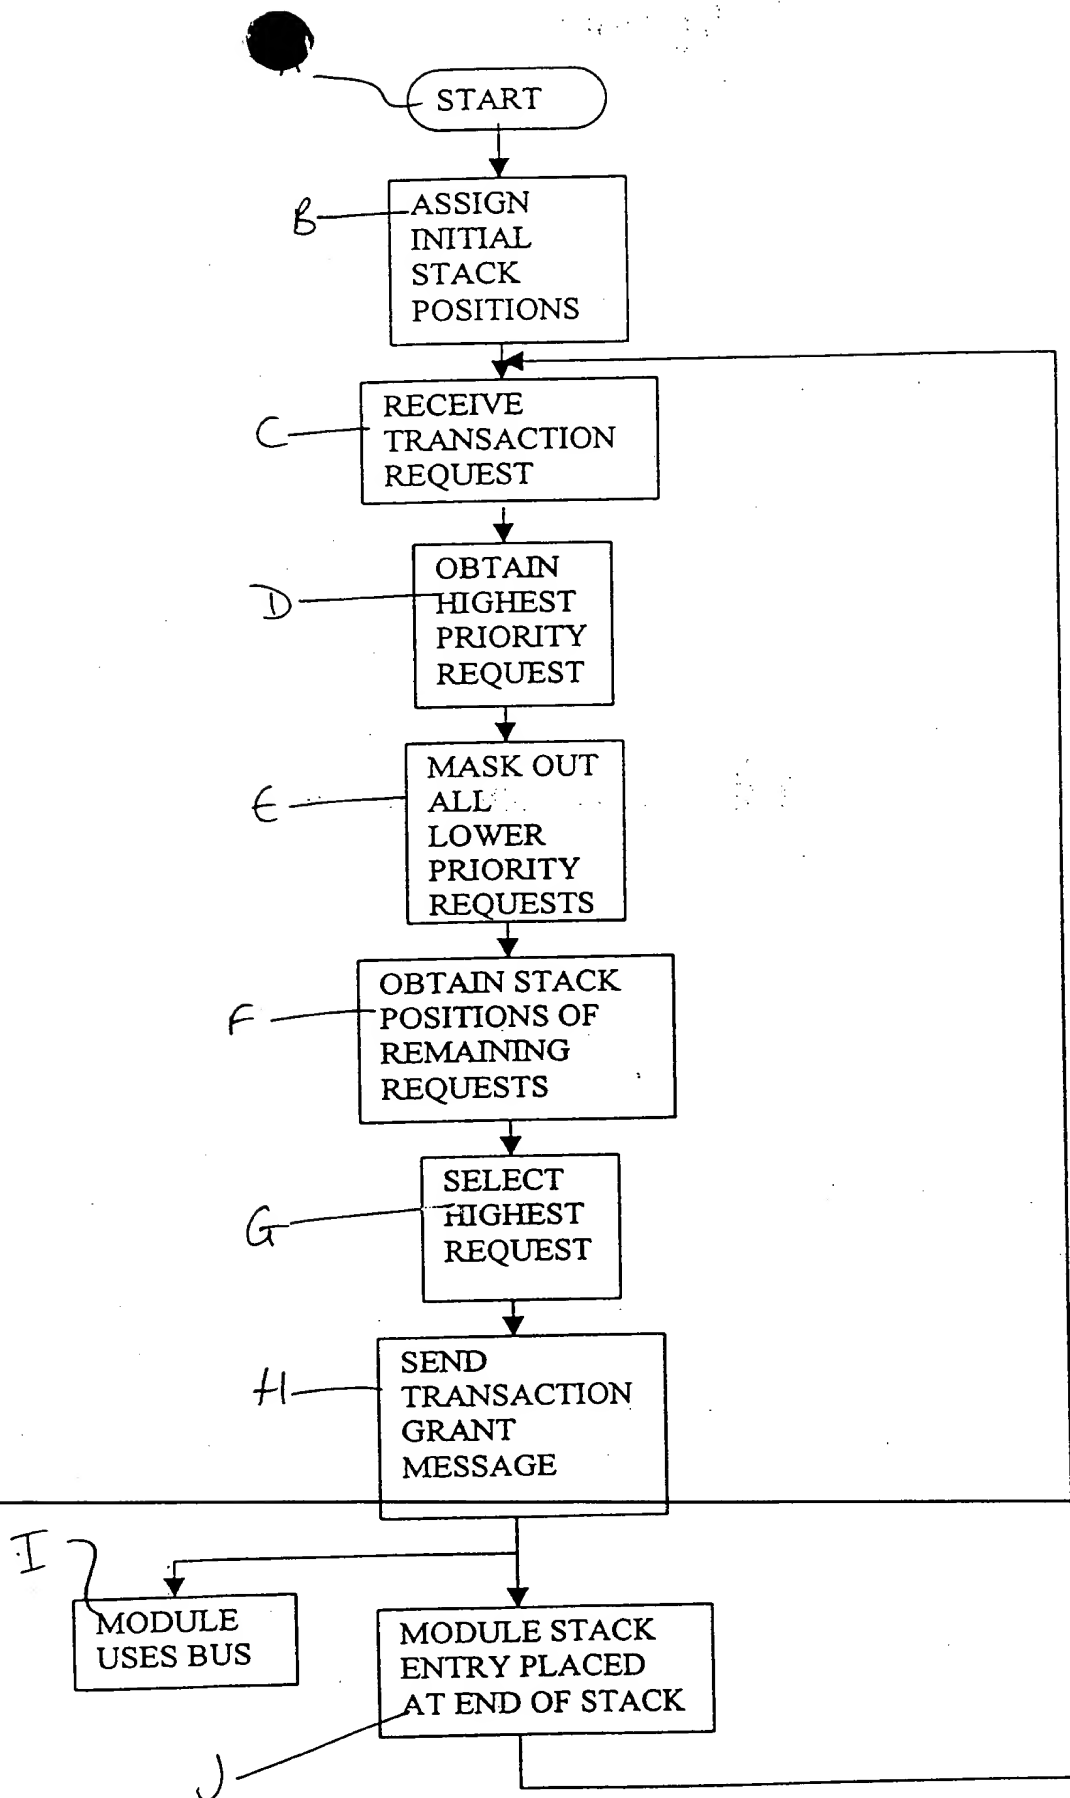 START
B
ASSIGN
INITIAL
STACK
POSITIONS
C
RECEIVE
TRANSACTION
REQUEST
D
OBTAIN
HIGHEST
PRIORITY
REQUEST
E
MASK OUT
ALL
LOWER
PRIORITY
REQUESTS
F
OBTAIN STACK
POSITIONS OF
REMAINING
REQUESTS
G
SELECT
HIGHEST
REQUEST
H
SEND
TRANSACTION
GRANT
MESSAGE
I
MODULE
USES BUS
MODULE STACK
ENTRY PLACED
AT END OF STACK
J